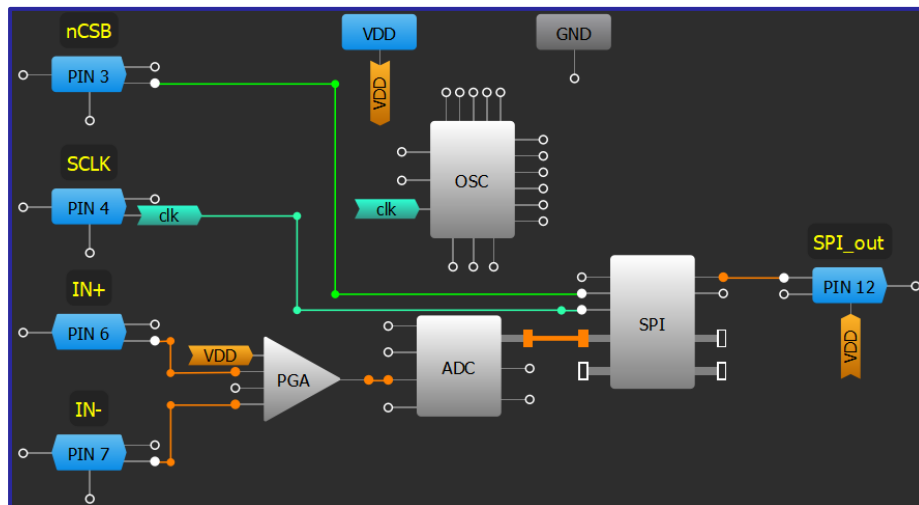 nCSB
PIN 3
VDD
VDD
GND
SCLK
PIN 4
clk
OSC
clk
IN+
PIN 6
VDD
PGA
ADC
SPI
SPI_out
PIN 12
VDD
IN-
PIN 7